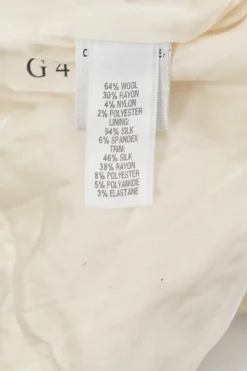 G 4
64% WOOL
30% RAYON
4% NYLON
2% POLYESTER
LINING:
94% SILK
6% SPANDEX
TRIM:
46% SILK
38% RAYON
8% POLYESTER
5% POLYAMIDE
3% ELASTANE